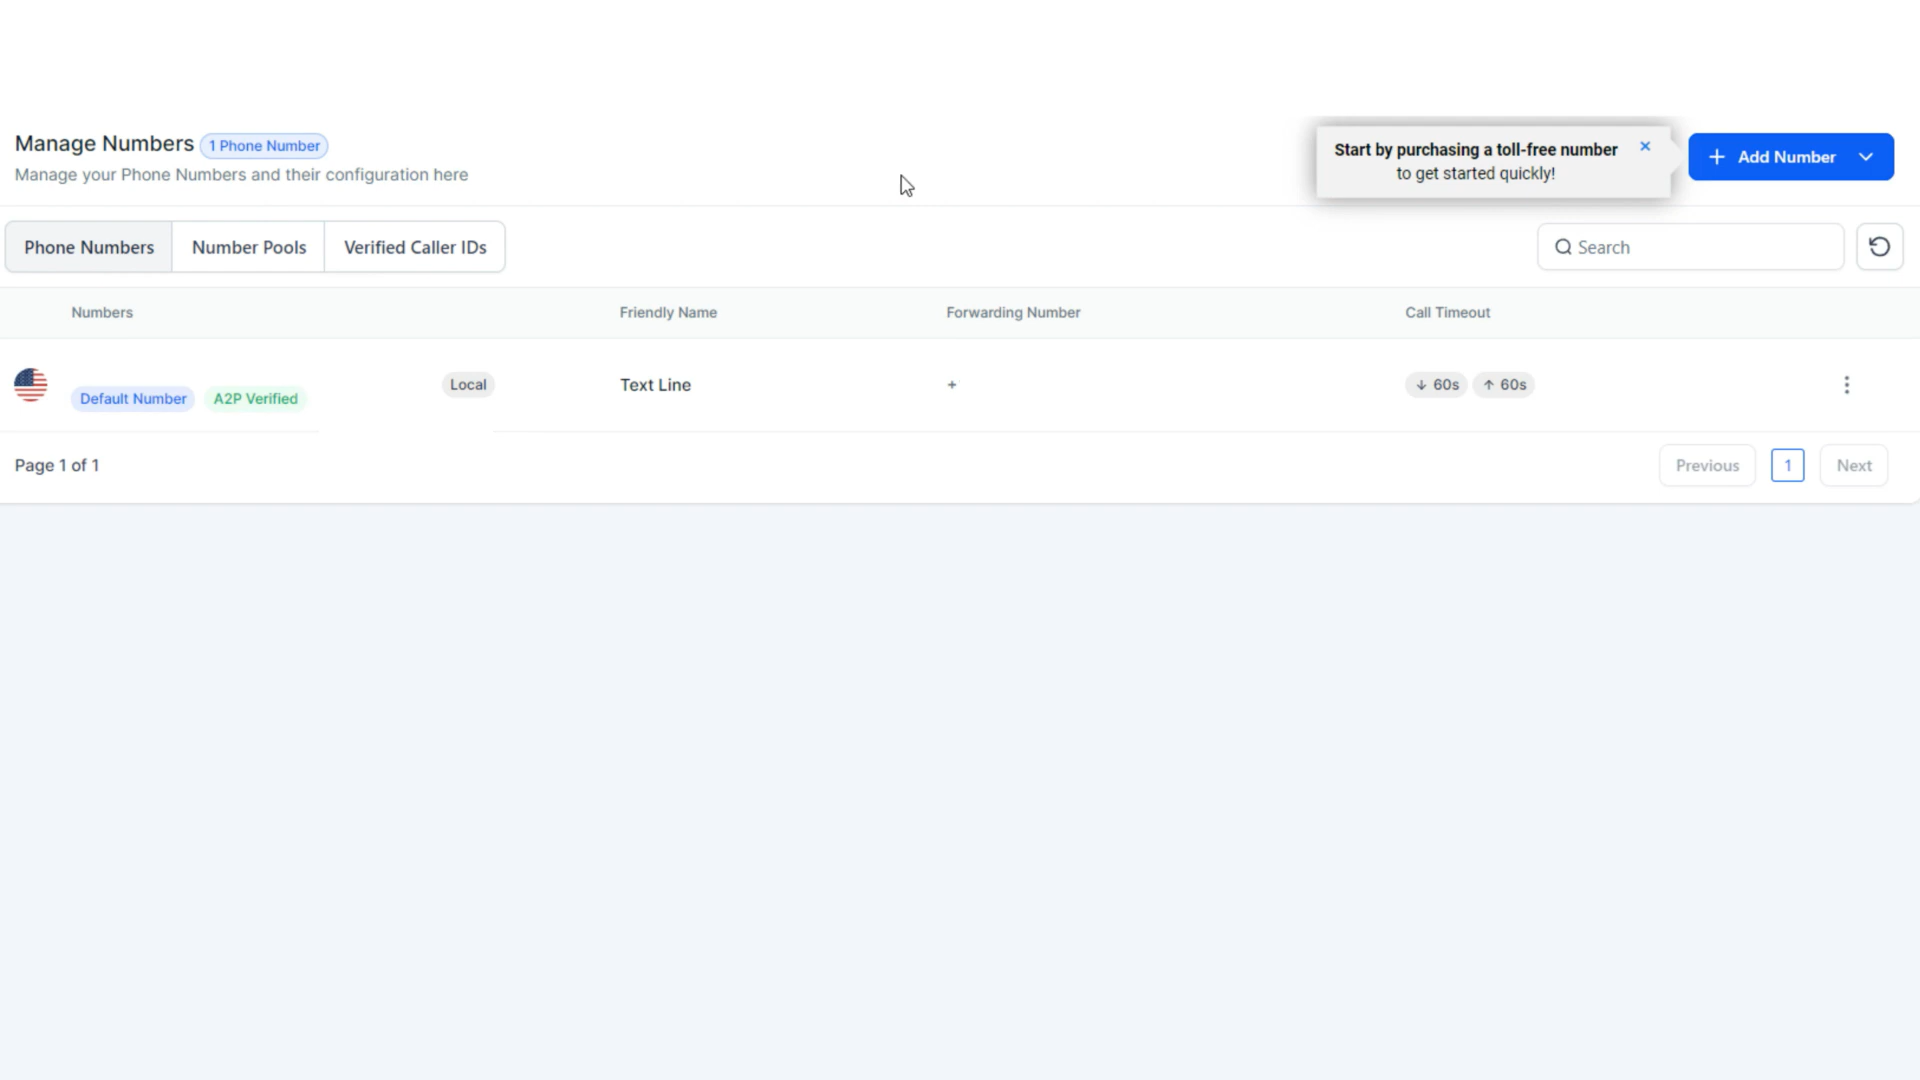 Manage Numbers 1 Phone Number
Manage your Phone Numbers and their configuration here
Start by purchasing a toll-free number
to get started quickly!
Add Number
Phone Numbers Number Pools Verified Caller IDs
Search
Numbers Friendly Name Forwarding Number Call Timeout
Default Number A2P Verified Local Text Line + ↓ 60s ↑ 60s
Page 1 of 1 Previous 1 Next